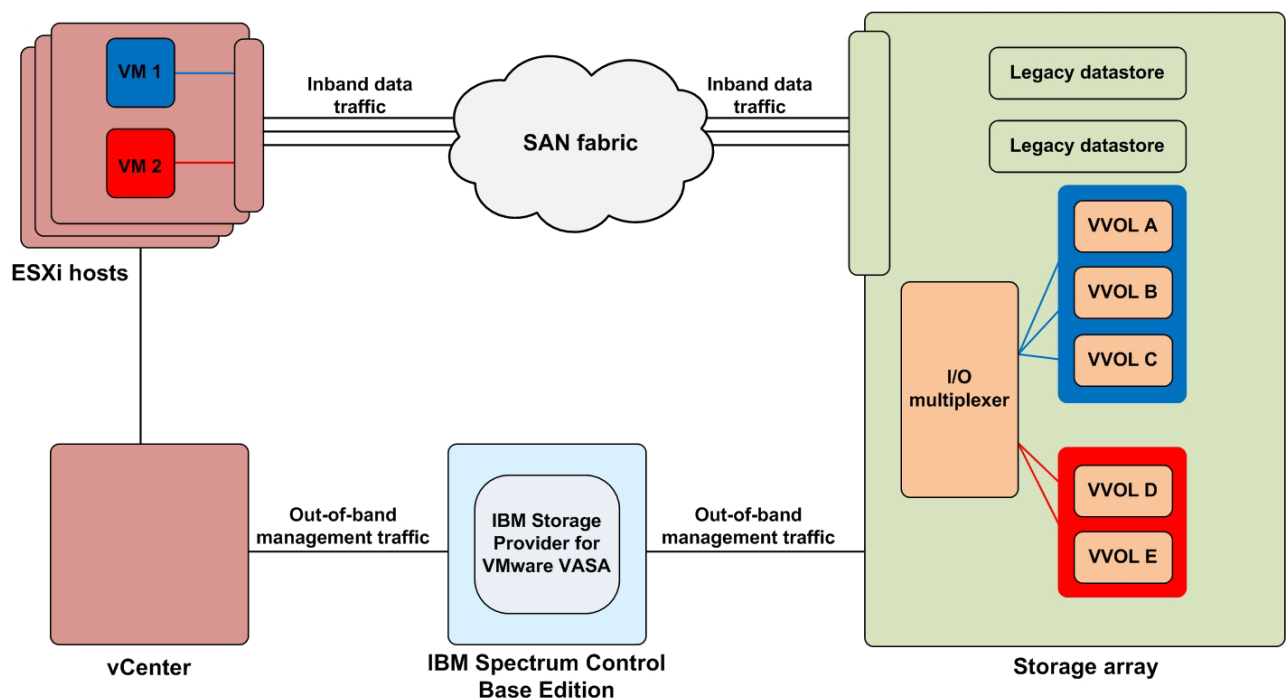 VM 1
VM 2
ESXi hosts
Inband data
traffic
SAN fabric
Inband data
traffic
Legacy datastore
Legacy datastore
VVOL A
VVOL B
VVOL C
I/O
multiplexer
VVOL D
VVOL E
Storage array
vCenter
Out-of-band
management traffic
IBM Storage
Provider for
VMware VASA
IBM Spectrum Control
Base Edition
Out-of-band
management traffic